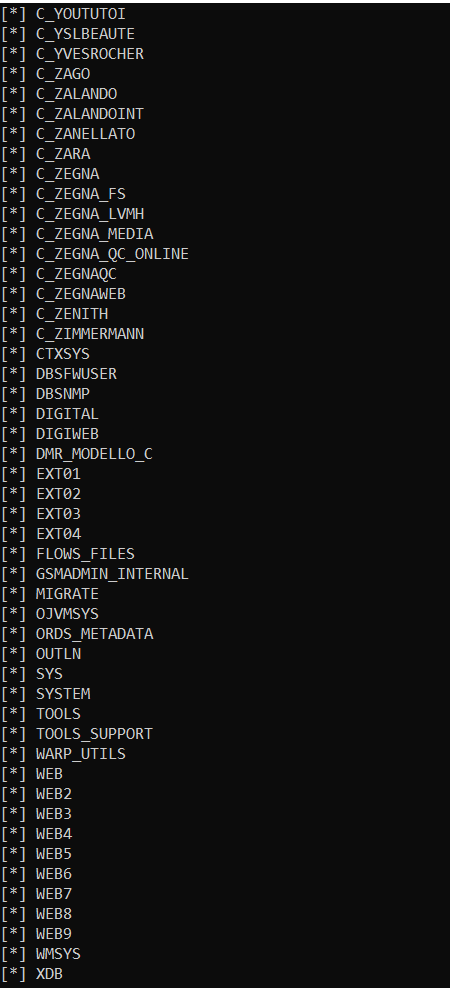 [*] C_YOUTUTOI
[*] C_YSLBEAUTE
[*] C_YVESROCHER
[*] C_ZAGO
[*] C_ZALANDO
[*] C_ZALANDOINT
[*] C_ZANELLATO
[*] C_ZARA
[*] C_ZEGNA
[*] C_ZEGNA_FS
[*] C_ZEGNA_LVMH
[*] C_ZEGNA_MEDIA
[*] C_ZEGNA_QC_ONLINE
[*] C_ZEGNAQC
[*] C_ZEGNAWEB
[*] C_ZENITH
[*] C_ZIMMERMANN
[*] CTXSYS
[*] DBSFWUSER
[*] DBSNMP
[*] DIGITAL
[*] DIGIWEB
[*] DMR_MODELLO_C
[*] EXT01
[*] EXT02
[*] EXT03
[*] EXT04
[*] FLOWS_FILES
[*] GSMADMIN_INTERNAL
[*] MIGRATE
[*] OJVMSYS
[*] ORDS_METADATA
[*] OUTLN
[*] SYS
[*] SYSTEM
[*] TOOLS
[*] TOOLS_SUPPORT
[*] WARP_UTILS
[*] WEB
[*] WEB2
[*] WEB3
[*] WEB4
[*] WEB5
[*] WEB6
[*] WEB7
[*] WEB8
[*] WEB9
[*] WMSYS
[*] XDB